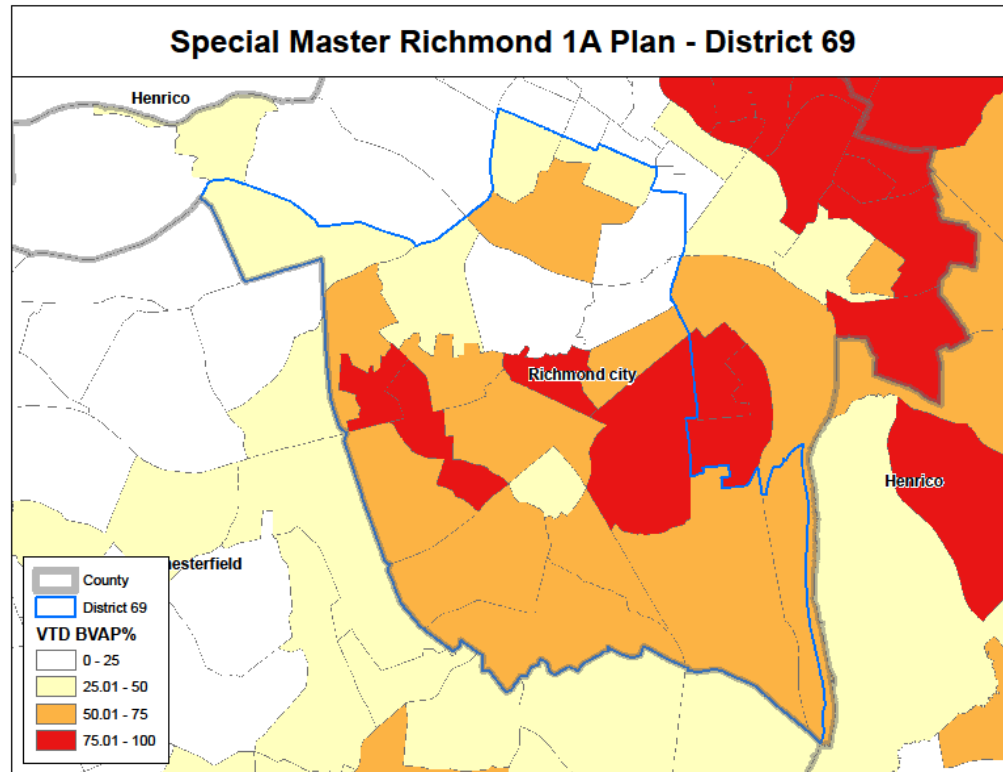 Special Master Richmond 1A Plan - District 69
Henrico
Richmond city
Henrico
hesterfield
County
District 69
VTD BVAP%
0 - 25
25.01 - 50
50.01 - 75
75.01 - 100